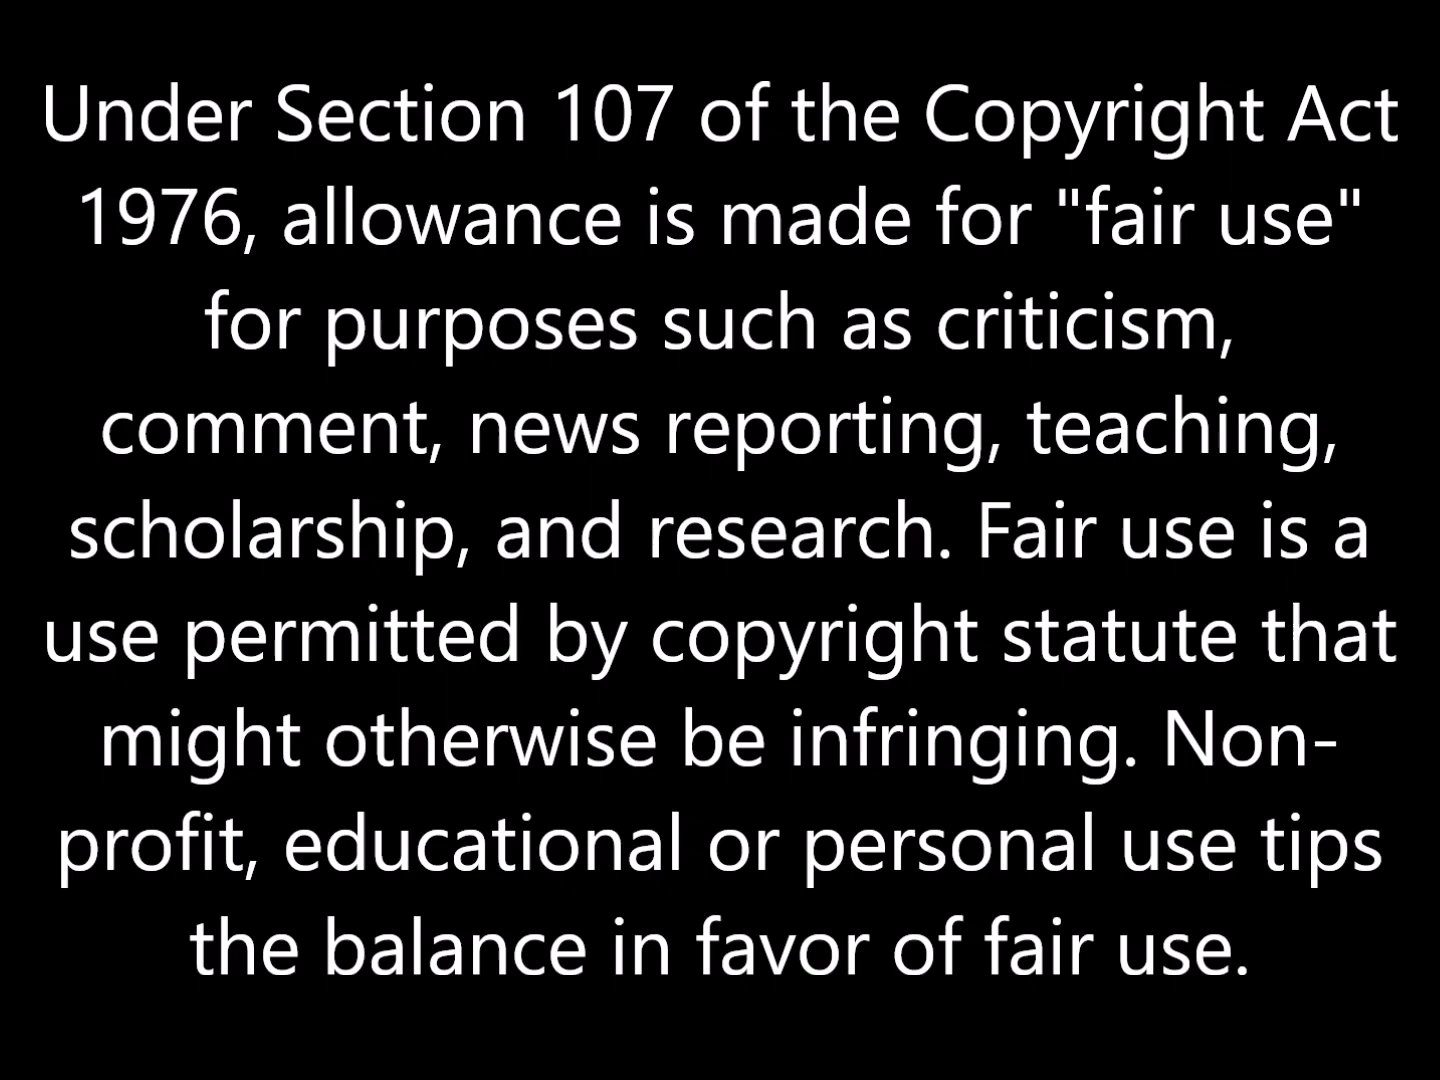 Under Section 107 of the Copyright Act
1976, allowance is made for "fair use"
for purposes such as criticism,
comment, news reporting, teaching,
scholarship, and research. Fair use is a
use permitted by copyright statute that
might otherwise be infringing. Non-
profit, educational or personal use tips
the balance in favor of fair use.